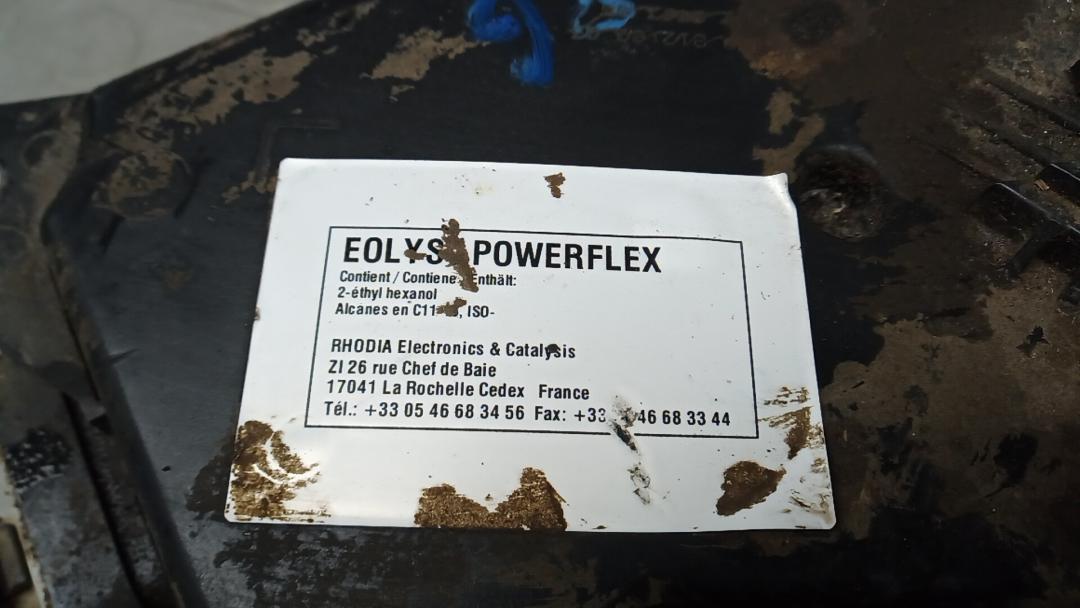 EOLYS POWERFLEX
Contient / Contiene Enthält:
2-éthyl hexanol
Alcanes en C11- , ISO-
RHODIA Electronics & Catalysis
ZI 26 rue Chef de Baie
17041 La Rochelle Cedex France
Tél.: +33 05 46 68 34 56 Fax: +33 46 68 33 44